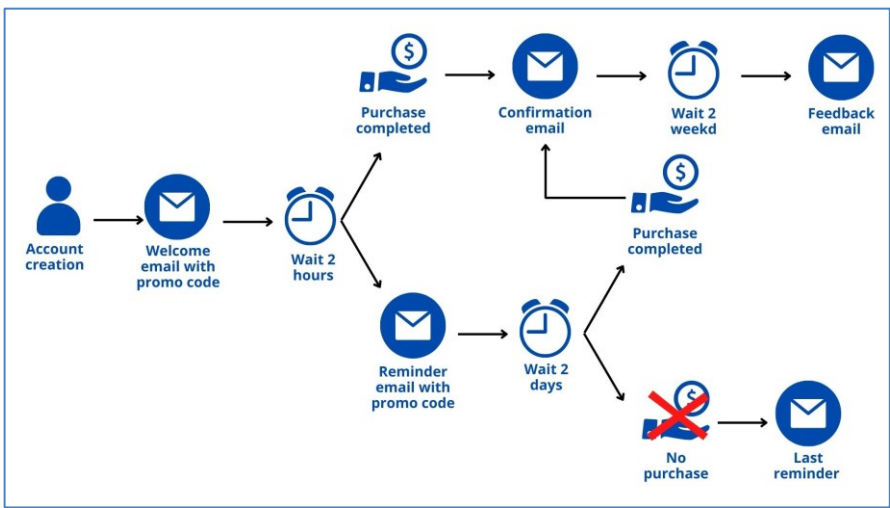 Purchase
completed
Confirmation
email
Wait 2
weekd
Feedback
email
Account
creation
Welcome
email with
promo code
Wait 2
hours
Purchase
completed
Reminder
email with
promo code
Wait 2
days
No
purchase
Last
reminder